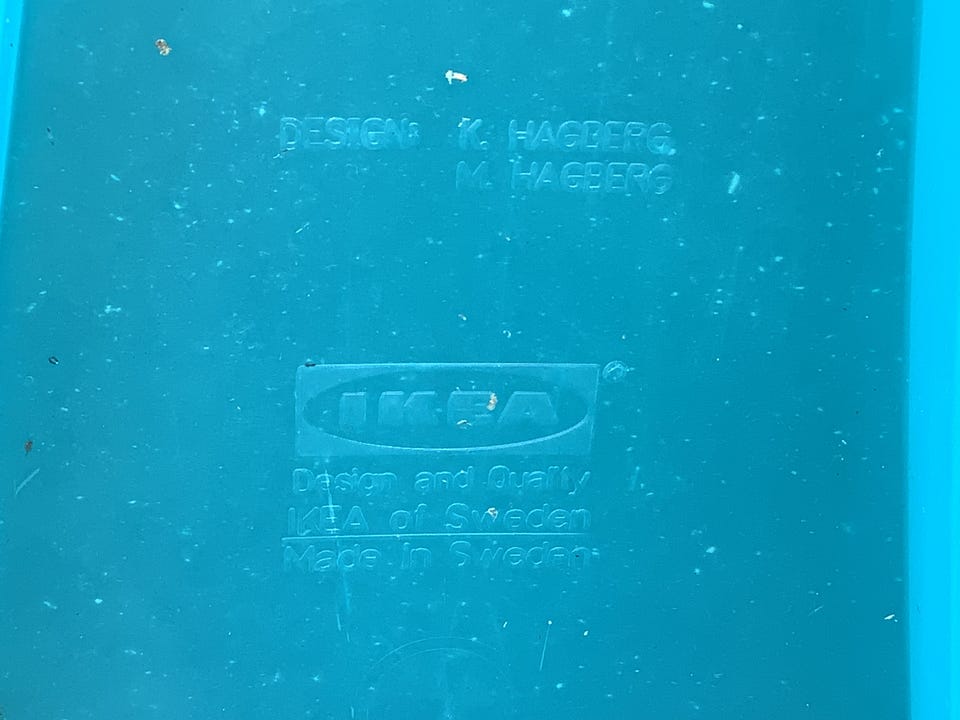 DESIGN: K. HAGBERG
M. HAGBERG
IKEA®
Design and Quality
IKEA of Sweden
Made in Sweden